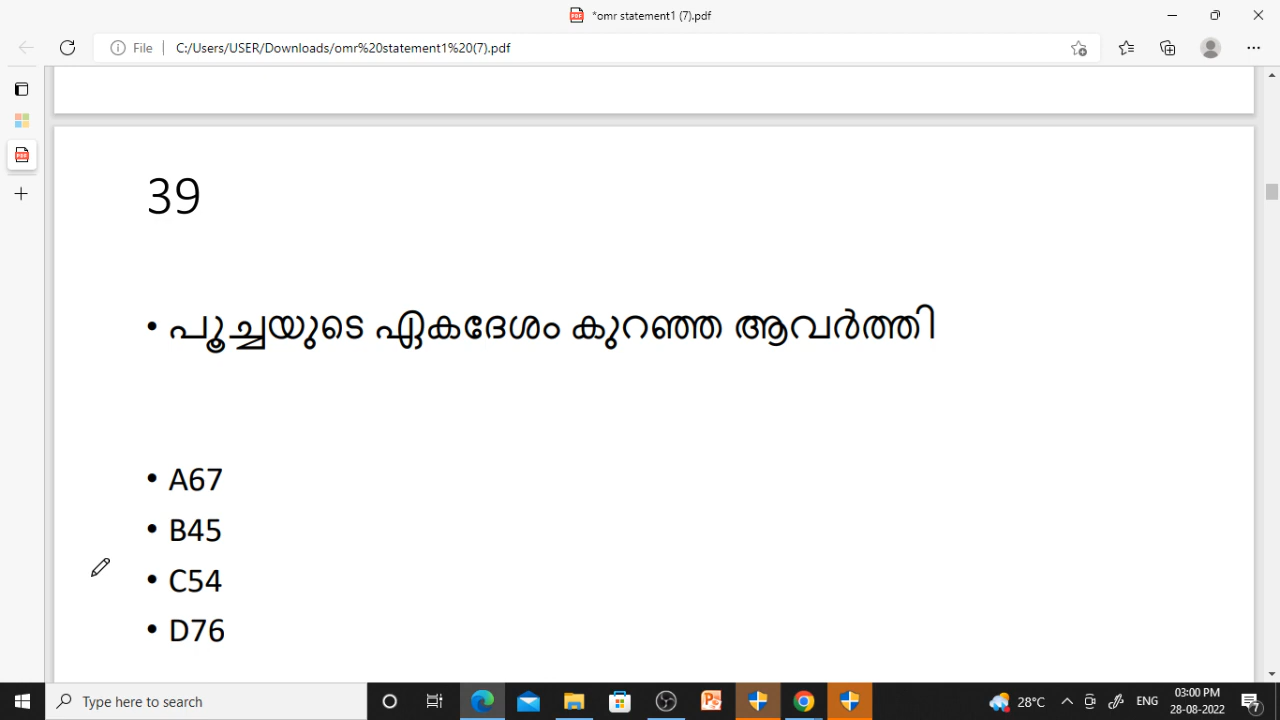 *omr statement1 (7).pdf
File
C:/Users/USER/Downloads/omr%20statement1%20(7).pdf
39
• പൂച്ചയുടെ ഏകദേശം കുറഞ്ഞ ആവർത്തി
• A67
• B45
• C54
• D76
Type here to search
28°C
ENG
03:00 PM
28-08-2022
7